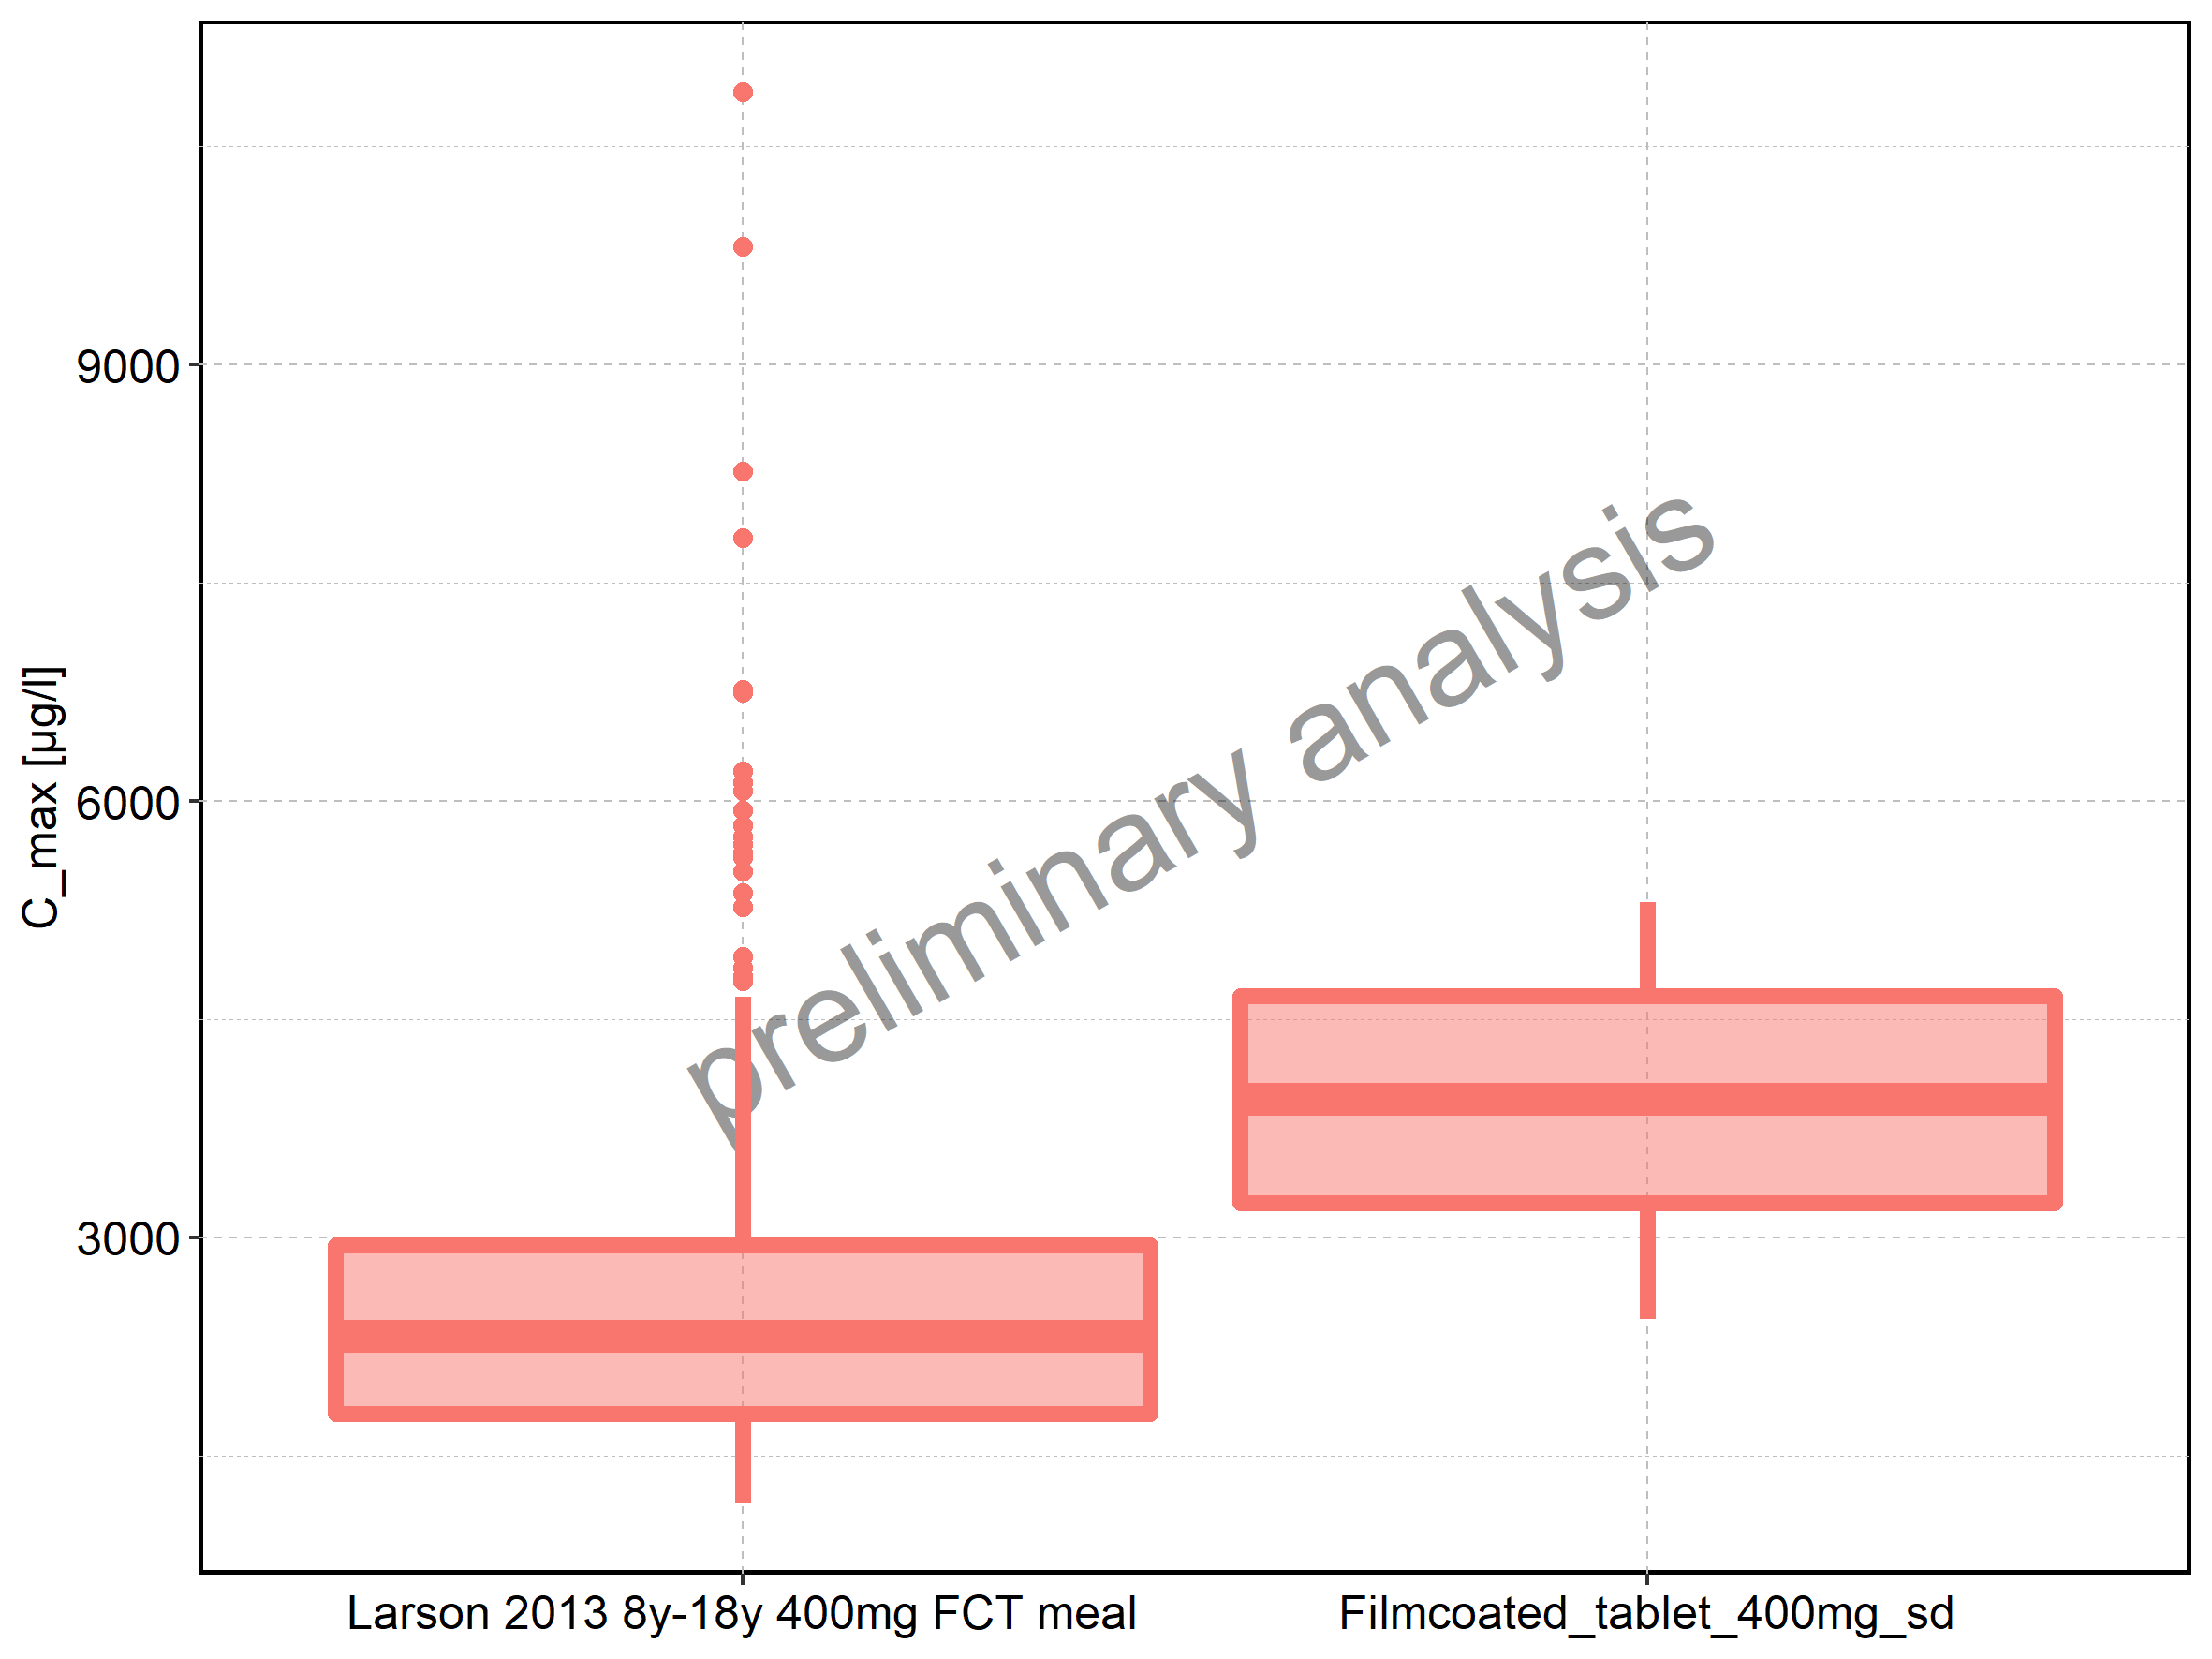 C_max [µg/l]
9000
6000
3000
preliminary analysis
Larson 2013 8y-18y 400mg FCT meal
Filmcoated_tablet_400mg_sd